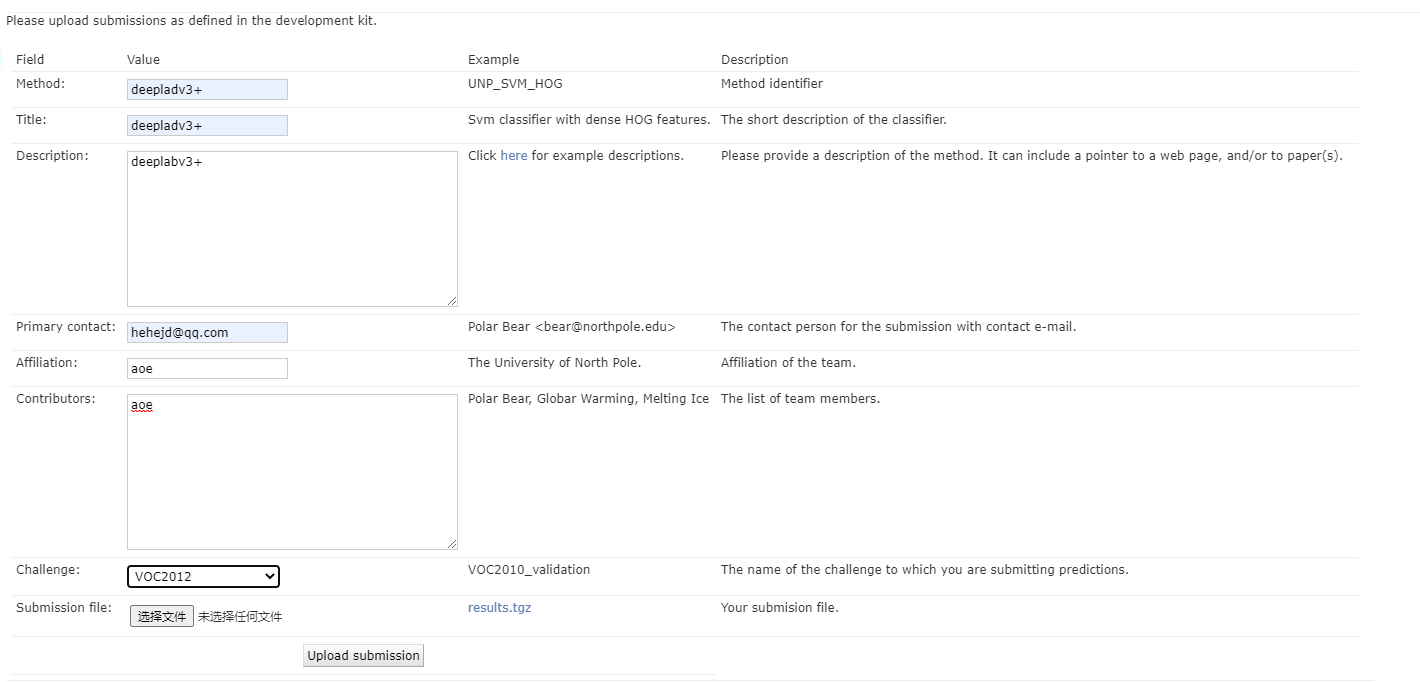 Please upload submissions as defined in the development kit.
Field Value Example Description
Method: deepladv3+ UNP_SVM_HOG Method identifier
Title: deepladv3+ Svm classifier with dense HOG features. The short description of the classifier.
Description: deeplabv3+ Click here for example descriptions. Please provide a description of the method. It can include a pointer to a web page, and/or to paper(s).
Primary contact: hehejd@qq.com Polar Bear <bear@northpole.edu> The contact person for the submission with contact e-mail.
Affiliation: aoe The University of North Pole. Affiliation of the team.
Contributors: aoe Polar Bear, Globar Warming, Melting Ice The list of team members.
Challenge: VOC2012 VOC2010_validation The name of the challenge to which you are submitting predictions.
Submission file: 选择文件 未选择任何文件 results.tgz Your submision file.
Upload submission